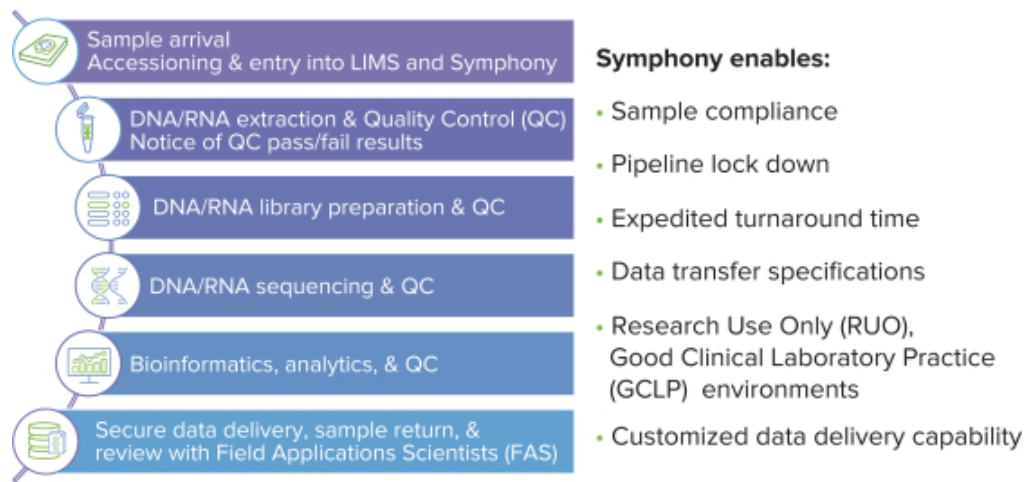 Sample arrival
Accessioning & entry into LIMS and Symphony
DNA/RNA extraction & Quality Control (QC)
Notice of QC pass/fail results
DNA/RNA library preparation & QC
DNA/RNA sequencing & QC
Bioinformatics, analytics, & QC
Secure data delivery, sample return, &
review with Field Applications Scientists (FAS)
Symphony enables:
• Sample compliance
• Pipeline lock down
• Expedited turnaround time
• Data transfer specifications
• Research Use Only (RUO),
Good Clinical Laboratory Practice
(GCLP) environments
• Customized data delivery capability